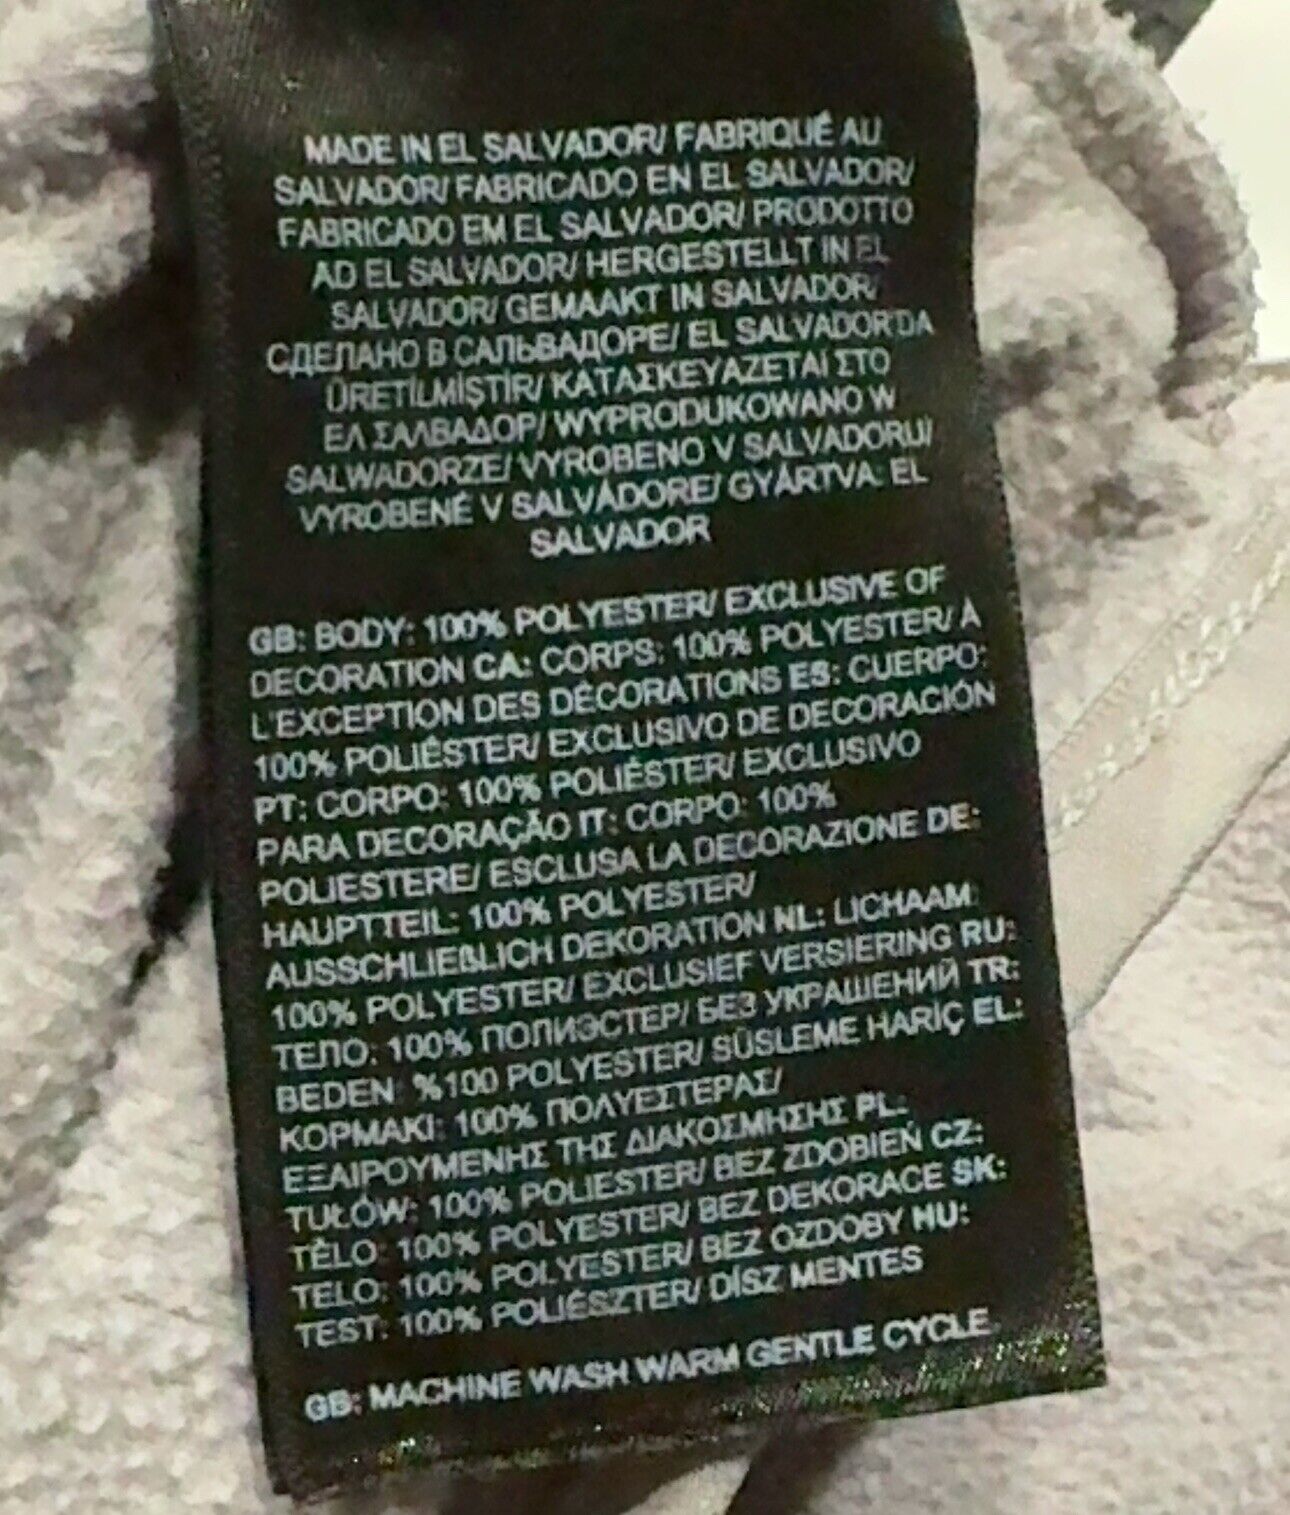 MADE IN EL SALVADOR/ FABRIQUÉ AU
SALVADOR/ FABRICADO EN EL SALVADOR/
FABRICADO EM EL SALVADOR/ PRODOTTO
AD EL SALVADOR/ HERGESTELLT IN EL
SALVADOR/ GEMAAKT IN SALVADOR/
СДЕЛАНО В САЛЬВАДОРЕ/ EL SALVADOR'DA
ÜRETİLMİŞTİR/ ΚΑΤΑΣΚΕΥΑΖΕΤΑΙ ΣΤΟ
ΕΛ ΣΑΛΒΑΔΟΡ/ WYPRODUKOWANO W
SALWADORZE/ VYROBENO V SALVADORU/
VYROBENÉ V SALVÁDORE/ GYÁRTVA: EL
SALVADOR
GB: BODY: 100% POLYESTER/ EXCLUSIVE OF
DECORATION CA: CORPS: 100% POLYESTER/ À
L'EXCEPTION DES DÉCORATIONS ES: CUERPO:
100% POLIÉSTER/ EXCLUSIVO DE DECORACIÓN
PT: CORPO: 100% POLIÉSTER/ EXCLUSIVO
PARA DECORAÇÃO IT: CORPO: 100%
POLIESTERE/ ESCLUSA LA DECORAZIONE DE:
HAUPTTEIL: 100% POLYESTER/
AUSSCHLIEßLICH DEKORATION NL: LICHAAM:
100% POLYESTER/ EXCLUSIEF VERSIERING RU:
ТЕЛО: 100% ПОЛИЭСТЕР/ БЕЗ УКРАШЕНИЙ TR:
BEDEN: %100 POLYESTER/ SÜSLEME HARİÇ EL:
ΚΟΡΜΑΚΙ: 100% ΠΟΛΥΕΣΤΕΡΑΣ/
ΕΞΑΙΡΟΥΜΕΝΗΣ ΤΗΣ ΔΙΑΚΟΣΜΗΣΗΣ PL:
TUŁÓW: 100% POLIESTER/ BEZ ZDOBIEŃ CZ:
TĚLO: 100% POLYESTER/ BEZ DEKORACE SK:
TELO: 100% POLYESTER/ BEZ OZDOBY HU:
TEST: 100% POLIÉSZTER/ DÍSZ MENTES
GB: MACHINE WASH WARM GENTLE CYCLE.